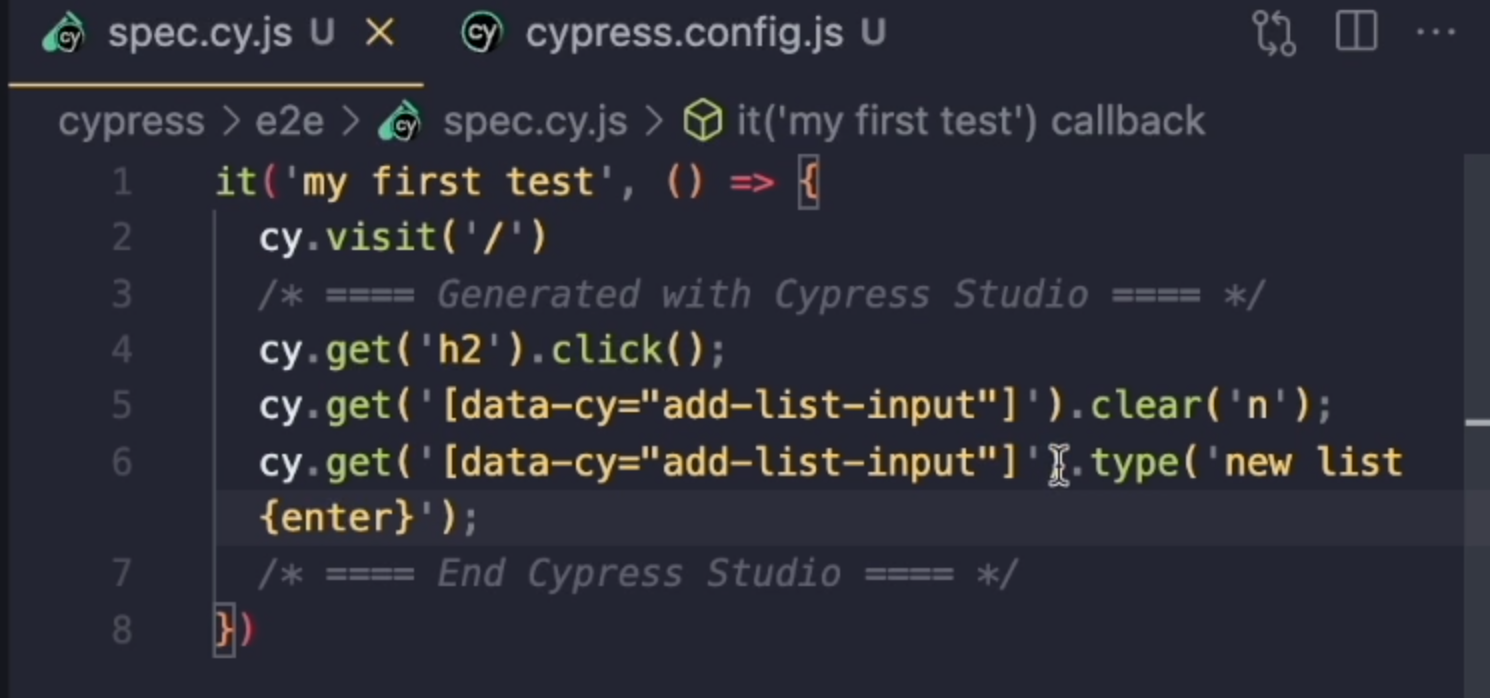 spec.cy.js U
cypress.config.js U
cypress > e2e > spec.cy.js > it('my first test') callback
1 it('my first test', () => {
2 cy.visit('/')
3 /* ==== Generated with Cypress Studio ==== */
4 cy.get('h2').click();
5 cy.get('[data-cy="add-list-input"]').clear('n');
6 cy.get('[data-cy="add-list-input"]').type('new list
{enter}');
7 /* ==== End Cypress Studio ==== */
8 })